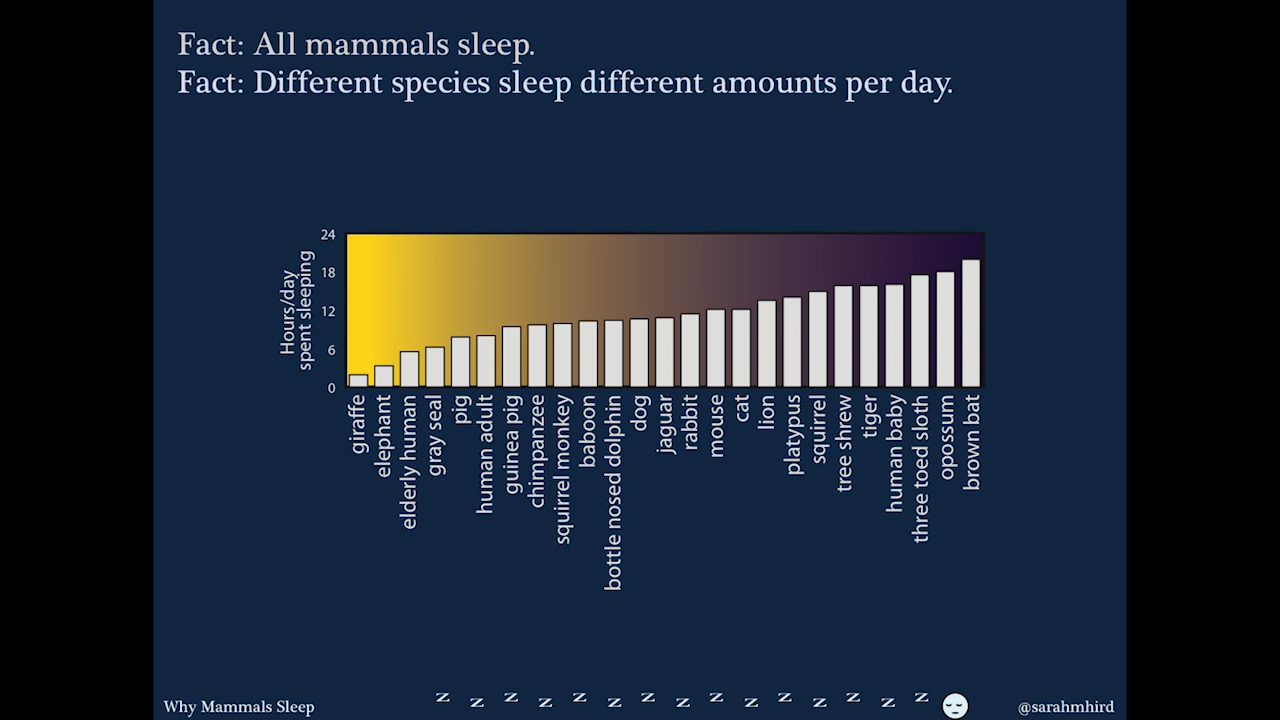 Fact: All mammals sleep.
Fact: Different species sleep different amounts per day.
24
18
12
6
0
Hours/day
spent sleeping
giraffe
elephant
elderly human
gray seal
pig
human adult
guinea pig
chimpanzee
squirrel monkey
baboon
bottle nosed dolphin
dog
jaguar
rabbit
mouse
cat
lion
platypus
squirrel
tree shrew
tiger
human baby
three toed sloth
opossum
brown bat
Why Mammals Sleep
Z Z Z Z Z Z Z Z Z Z Z Z Z Z Z
@sarahmhird